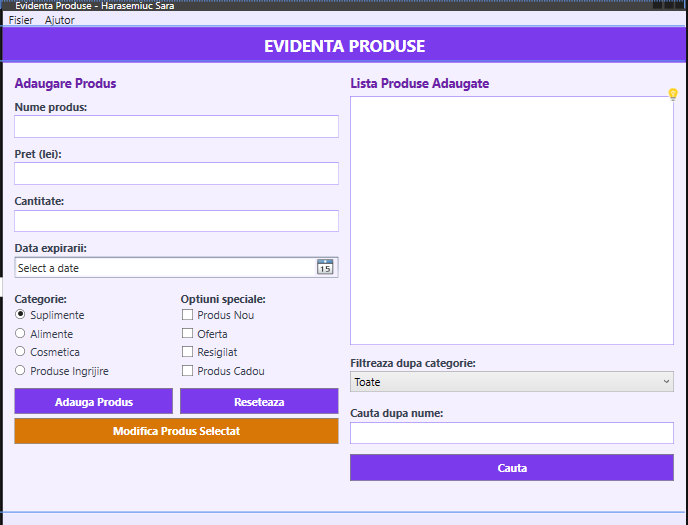 Evidenta Produse - Harasemiuc Sara
Fisier Ajutor
EVIDENTA PRODUSE
Adaugare Produs
Nume produs:
Pret (lei):
Cantitate:
Data expirarii:
Select a date
15
Categorie:
Suplimente
Alimente
Cosmetica
Produse Ingrijire
Optiuni speciale:
Produs Nou
Oferta
Resigilat
Produs Cadou
Adauga Produs
Reseteaza
Modifica Produs Selectat
Lista Produse Adaugate
Filtreaza dupa categorie:
Toate
Cauta dupa nume:
Cauta